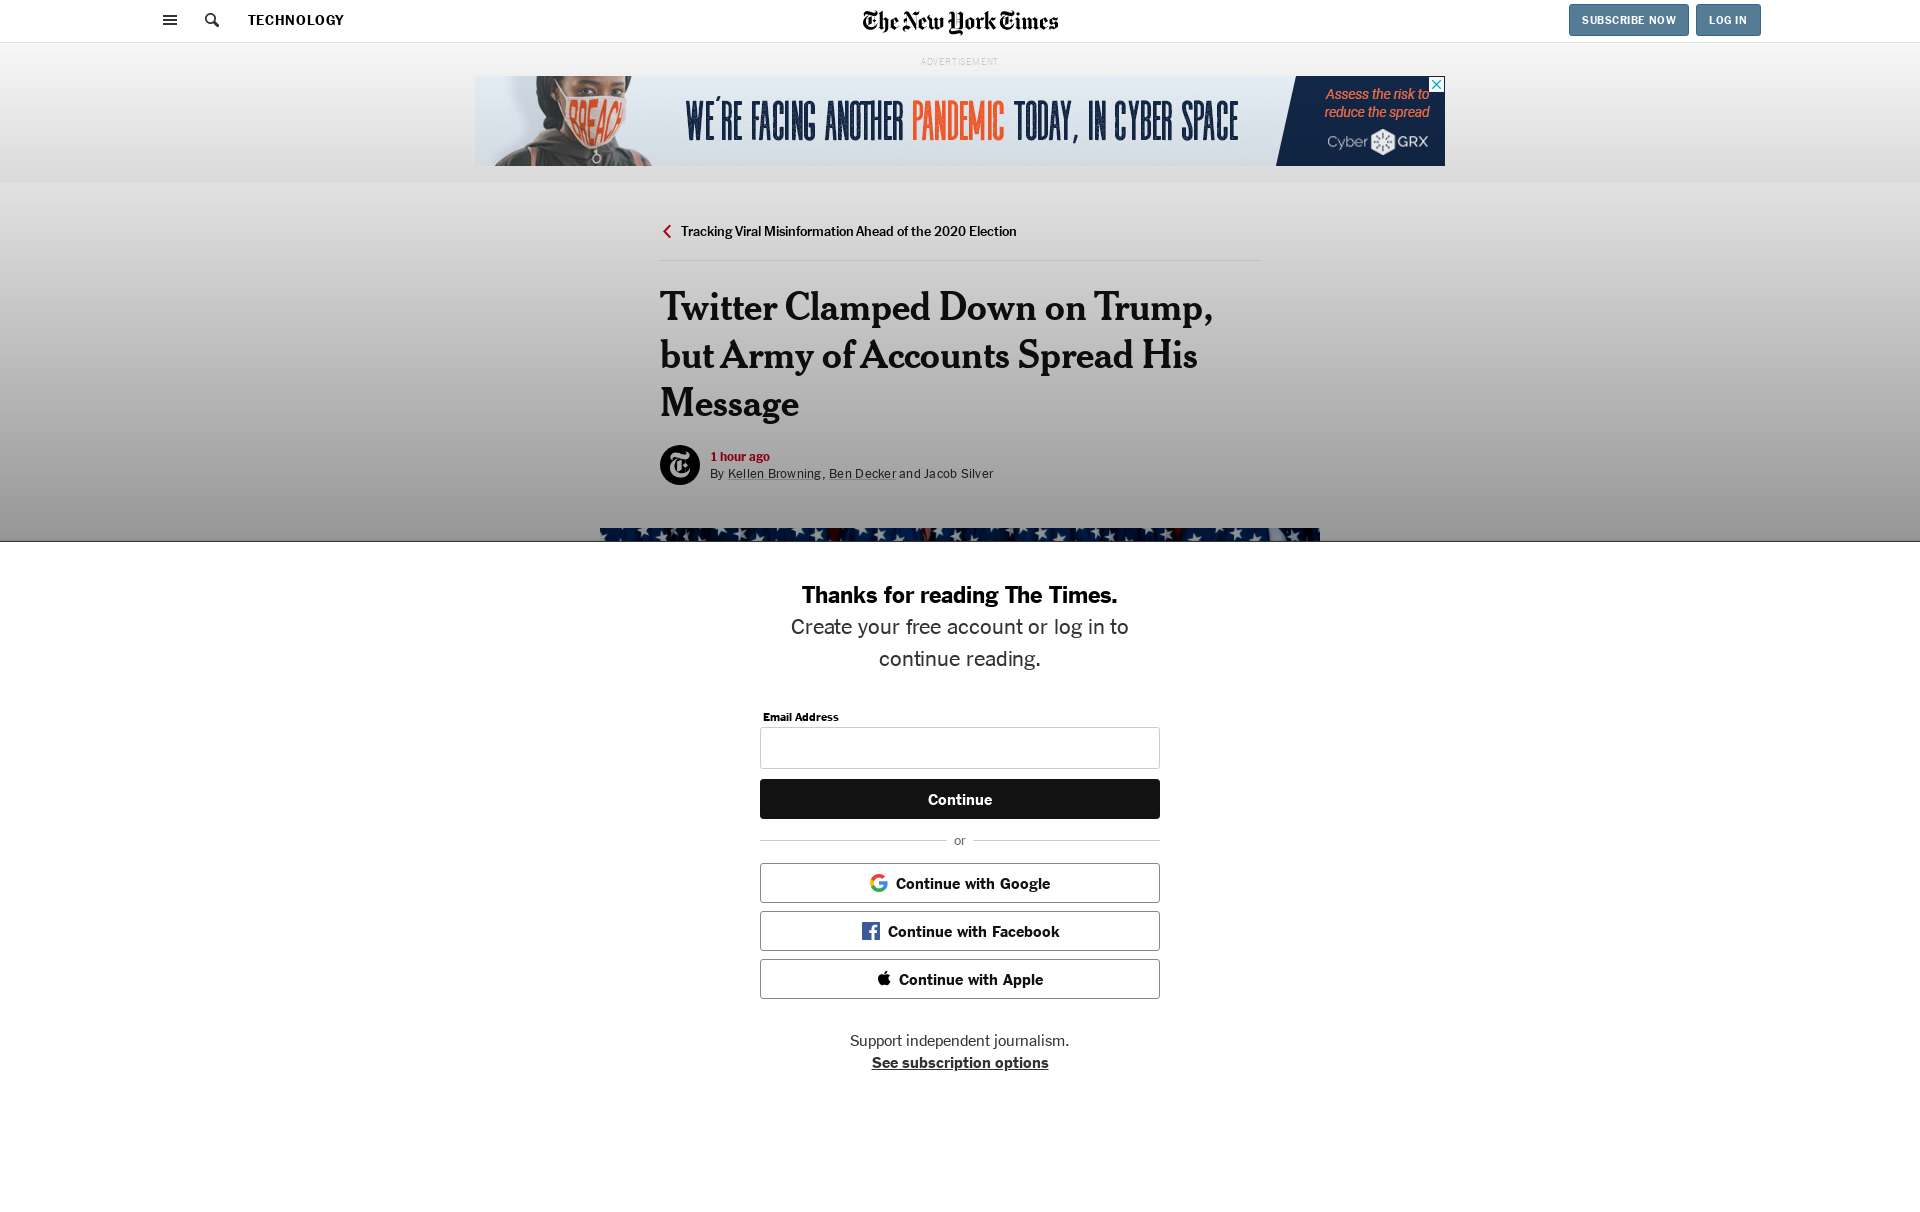 TECHNOLOGY
The New York Times
SUBSCRIBE NOW
LOG IN
ADVERTISEMENT
BREACH
WE'RE FACING ANOTHER PANDEMIC TODAY, IN CYBER SPACE
Assess the risk to
reduce the spread
CyberGRX
Tracking Viral Misinformation Ahead of the 2020 Election
Twitter Clamped Down on Trump,
but Army of Accounts Spread His
Message
T
1 hour ago
By Kellen Browning, Ben Decker and Jacob Silver
Thanks for reading The Times.
Create your free account or log in to
continue reading.
Email Address
Continue
or
Continue with Google
Continue with Facebook
Continue with Apple
Support independent journalism.
See subscription options